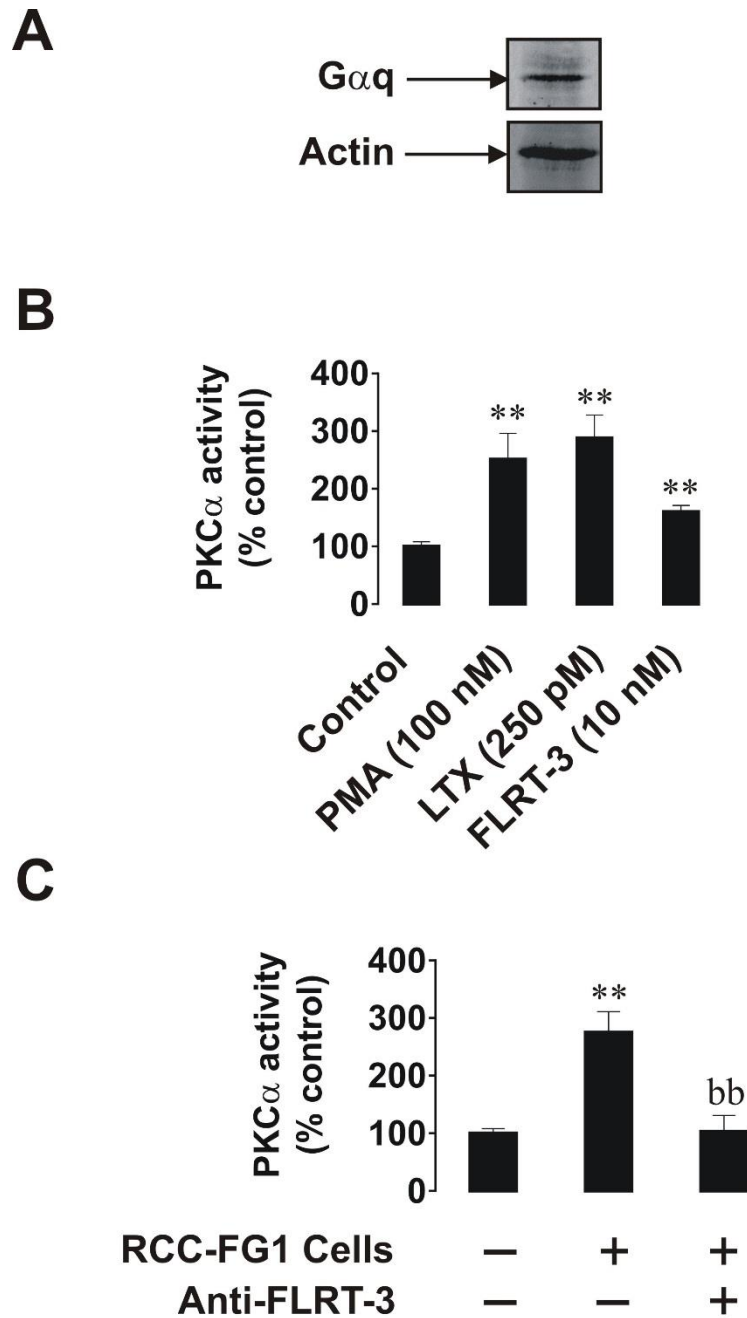 A
Gαq
Actin
B
PKCα activity
(% control)
400
300
200
100
0
**
**
**
Control
PMA (100 nM)
LTX (250 pM)
FLRT-3 (10 nM)
C
PKCα activity
(% control)
400
300
200
100
0
**
bb
RCC-FG1 Cells − + +
Anti-FLRT-3 − − +